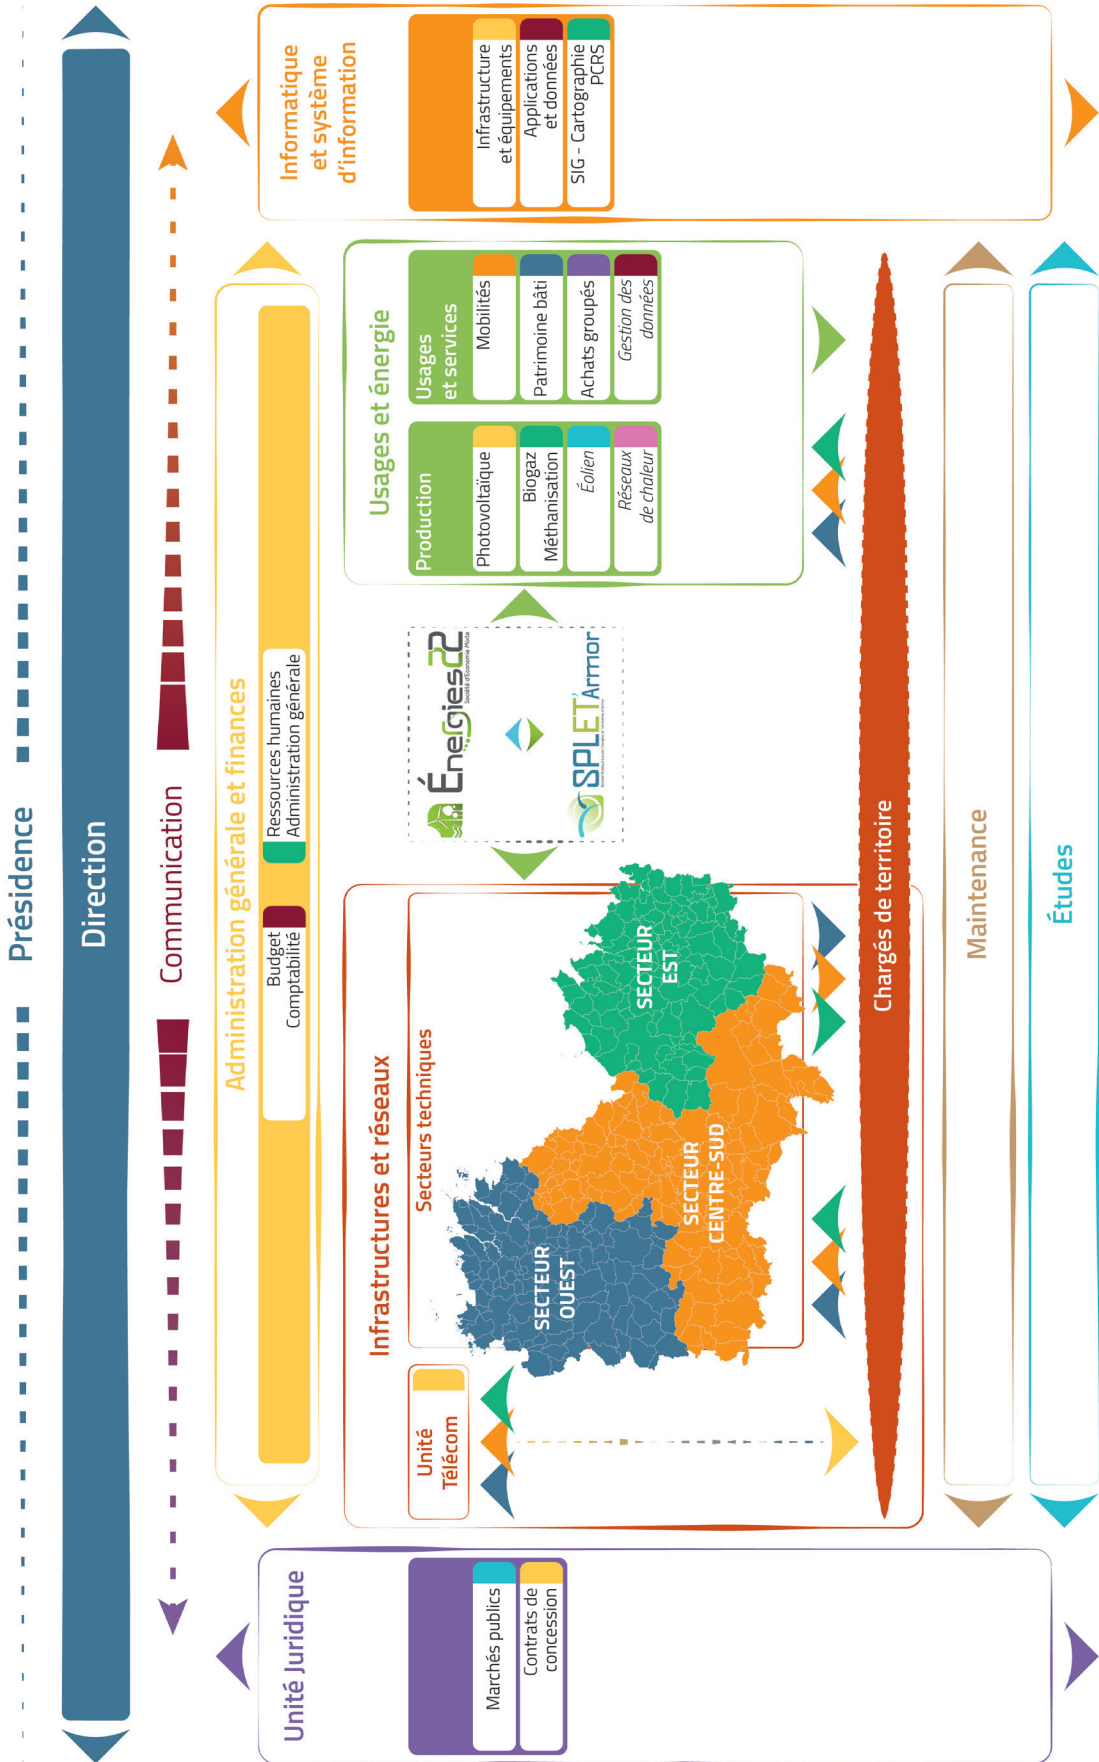 Présidence
Direction
Communication
Administration générale et finances
Budget
Comptabilité
Ressources humaines
Administration générale
Unité Juridique
Marchés publics
Contrats de
concession
Infrastructures et réseaux
Unité
Télécom
Secteurs techniques
SECTEUR
OUEST
SECTEUR
CENTRE-SUD
SECTEUR
EST
Énergies22
Société d'Economie Mixte
SPLET'Armor
Usages et énergie
Production
Photovoltaïque
Biogaz
Méthanisation
Éolien
Réseaux
de chaleur
Usages
et services
Mobilités
Patrimoine bâti
Achats groupés
Gestion des
données
Informatique
et système
d'information
Infrastructure
et équipements
Applications
et données
SIG - Cartographie
PCRS
Chargés de territoire
Maintenance
Études